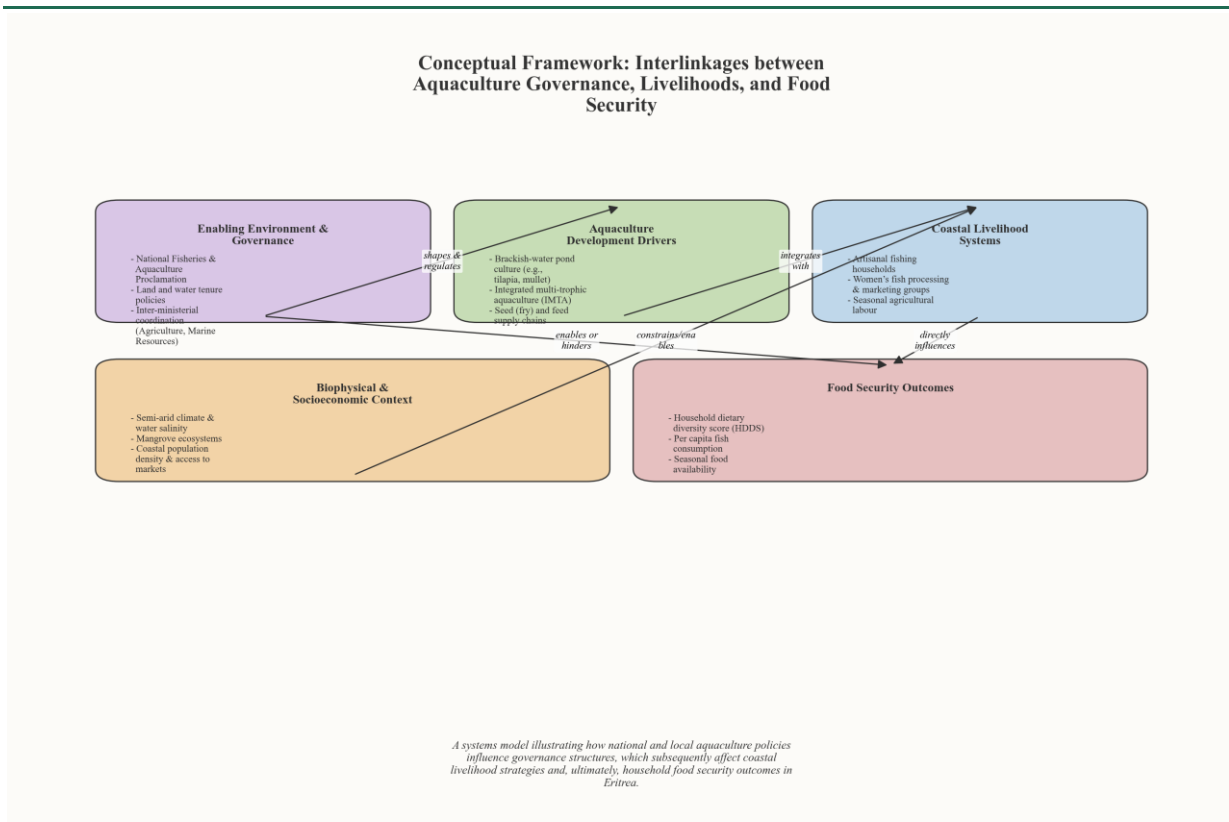 Conceptual Framework: Interlinkages between
Aquaculture Governance, Livelihoods, and Food
Security
Enabling Environment &
Governance
- National Fisheries &
Aquaculture
Proclamation
- Land and water tenure
policies
- Inter-ministerial
coordination
(Agriculture, Marine
Resources)
shapes &
regulates
Aquaculture
Development Drivers
- Brackish-water pond
culture (e.g.,
tilapia, mullet)
- Integrated multi-trophic
aquaculture (IMTA)
- Seed (fry) and feed
supply chains
integrates
with
Coastal Livelihood
Systems
- Artisanal fishing
households
- Women's fish processing
& marketing groups
- Seasonal agricultural
labour
enables or
hinders
constrains/ena
bles
directly
influences
Biophysical &
Socioeconomic Context
- Semi-arid climate &
water salinity
- Mangrove ecosystems
- Coastal population
density & access to
markets
Food Security Outcomes
- Household dietary
diversity score (HDDS)
- Per capita fish
consumption
- Seasonal food
availability
A systems model illustrating how national and local aquaculture policies
influence governance structures, which subsequently affect coastal
livelihood strategies and, ultimately, household food security outcomes in
Eritrea.